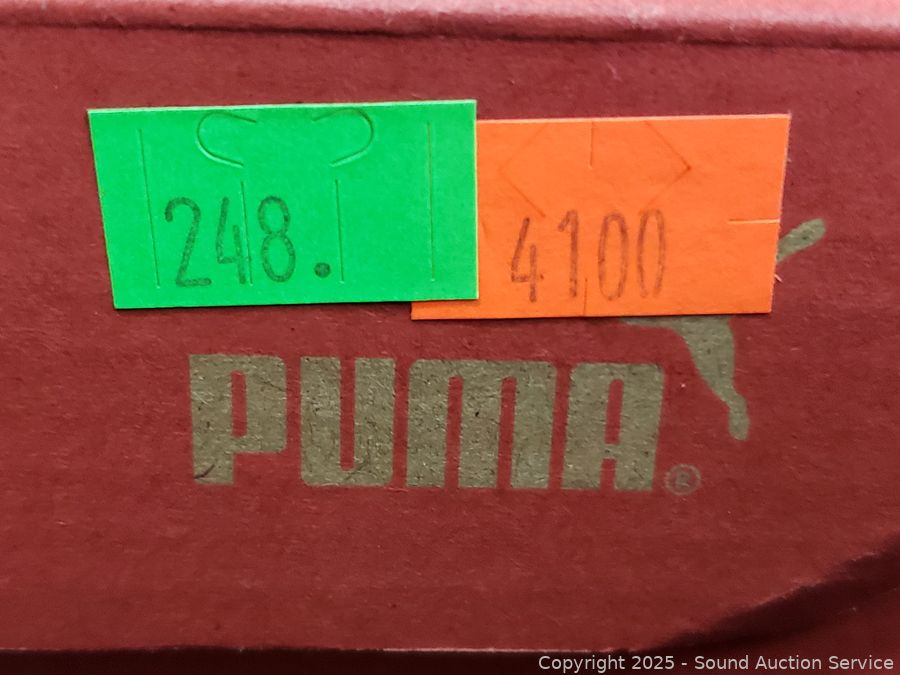 248.
4100
PUMA®
Copyright 2025 - Sound Auction Service